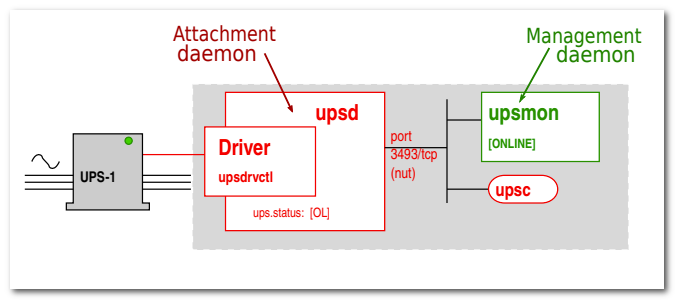 Attachment
daemon
Management
daemon
upsd
upsmon
port
3493/tcp
(nut)
[ONLINE]
Driver
upsdrvctl
UPS-1
upsc
ups.status: [OL]